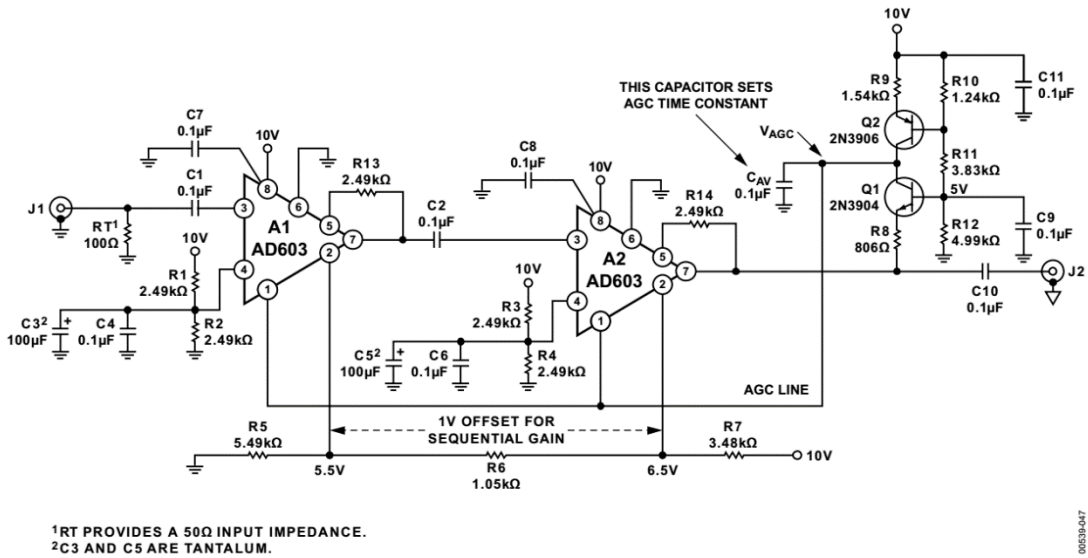 10V
THIS CAPACITOR SETS
AGC TIME CONSTANT
R9
1.54kΩ
R10
1.24kΩ
C11
0.1µF
Q2
2N3906
VAGC
CAV
0.1µF
R11
3.83kΩ
Q1
2N3904
5V
R8
806Ω
R12
4.99kΩ
C9
0.1µF
C7
0.1µF
10V
8
6
R13
2.49kΩ
C8
0.1µF
10V
8
6
R14
2.49kΩ
J1
C1
0.1µF
RT¹
100Ω
3
A1
AD603
5
7
2
4
1
C2
0.1µF
3
A2
AD603
5
7
2
4
1
C10
0.1µF
J2
10V
R1
2.49kΩ
C3²
100µF
+
C4
0.1µF
R2
2.49kΩ
10V
R3
2.49kΩ
C5²
100µF
+
C6
0.1µF
R4
2.49kΩ
AGC LINE
1V OFFSET FOR
SEQUENTIAL GAIN
R5
5.49kΩ
5.5V
R6
1.05kΩ
6.5V
R7
3.48kΩ
10V
¹RT PROVIDES A 50Ω INPUT IMPEDANCE.
²C3 AND C5 ARE TANTALUM.
00539-047